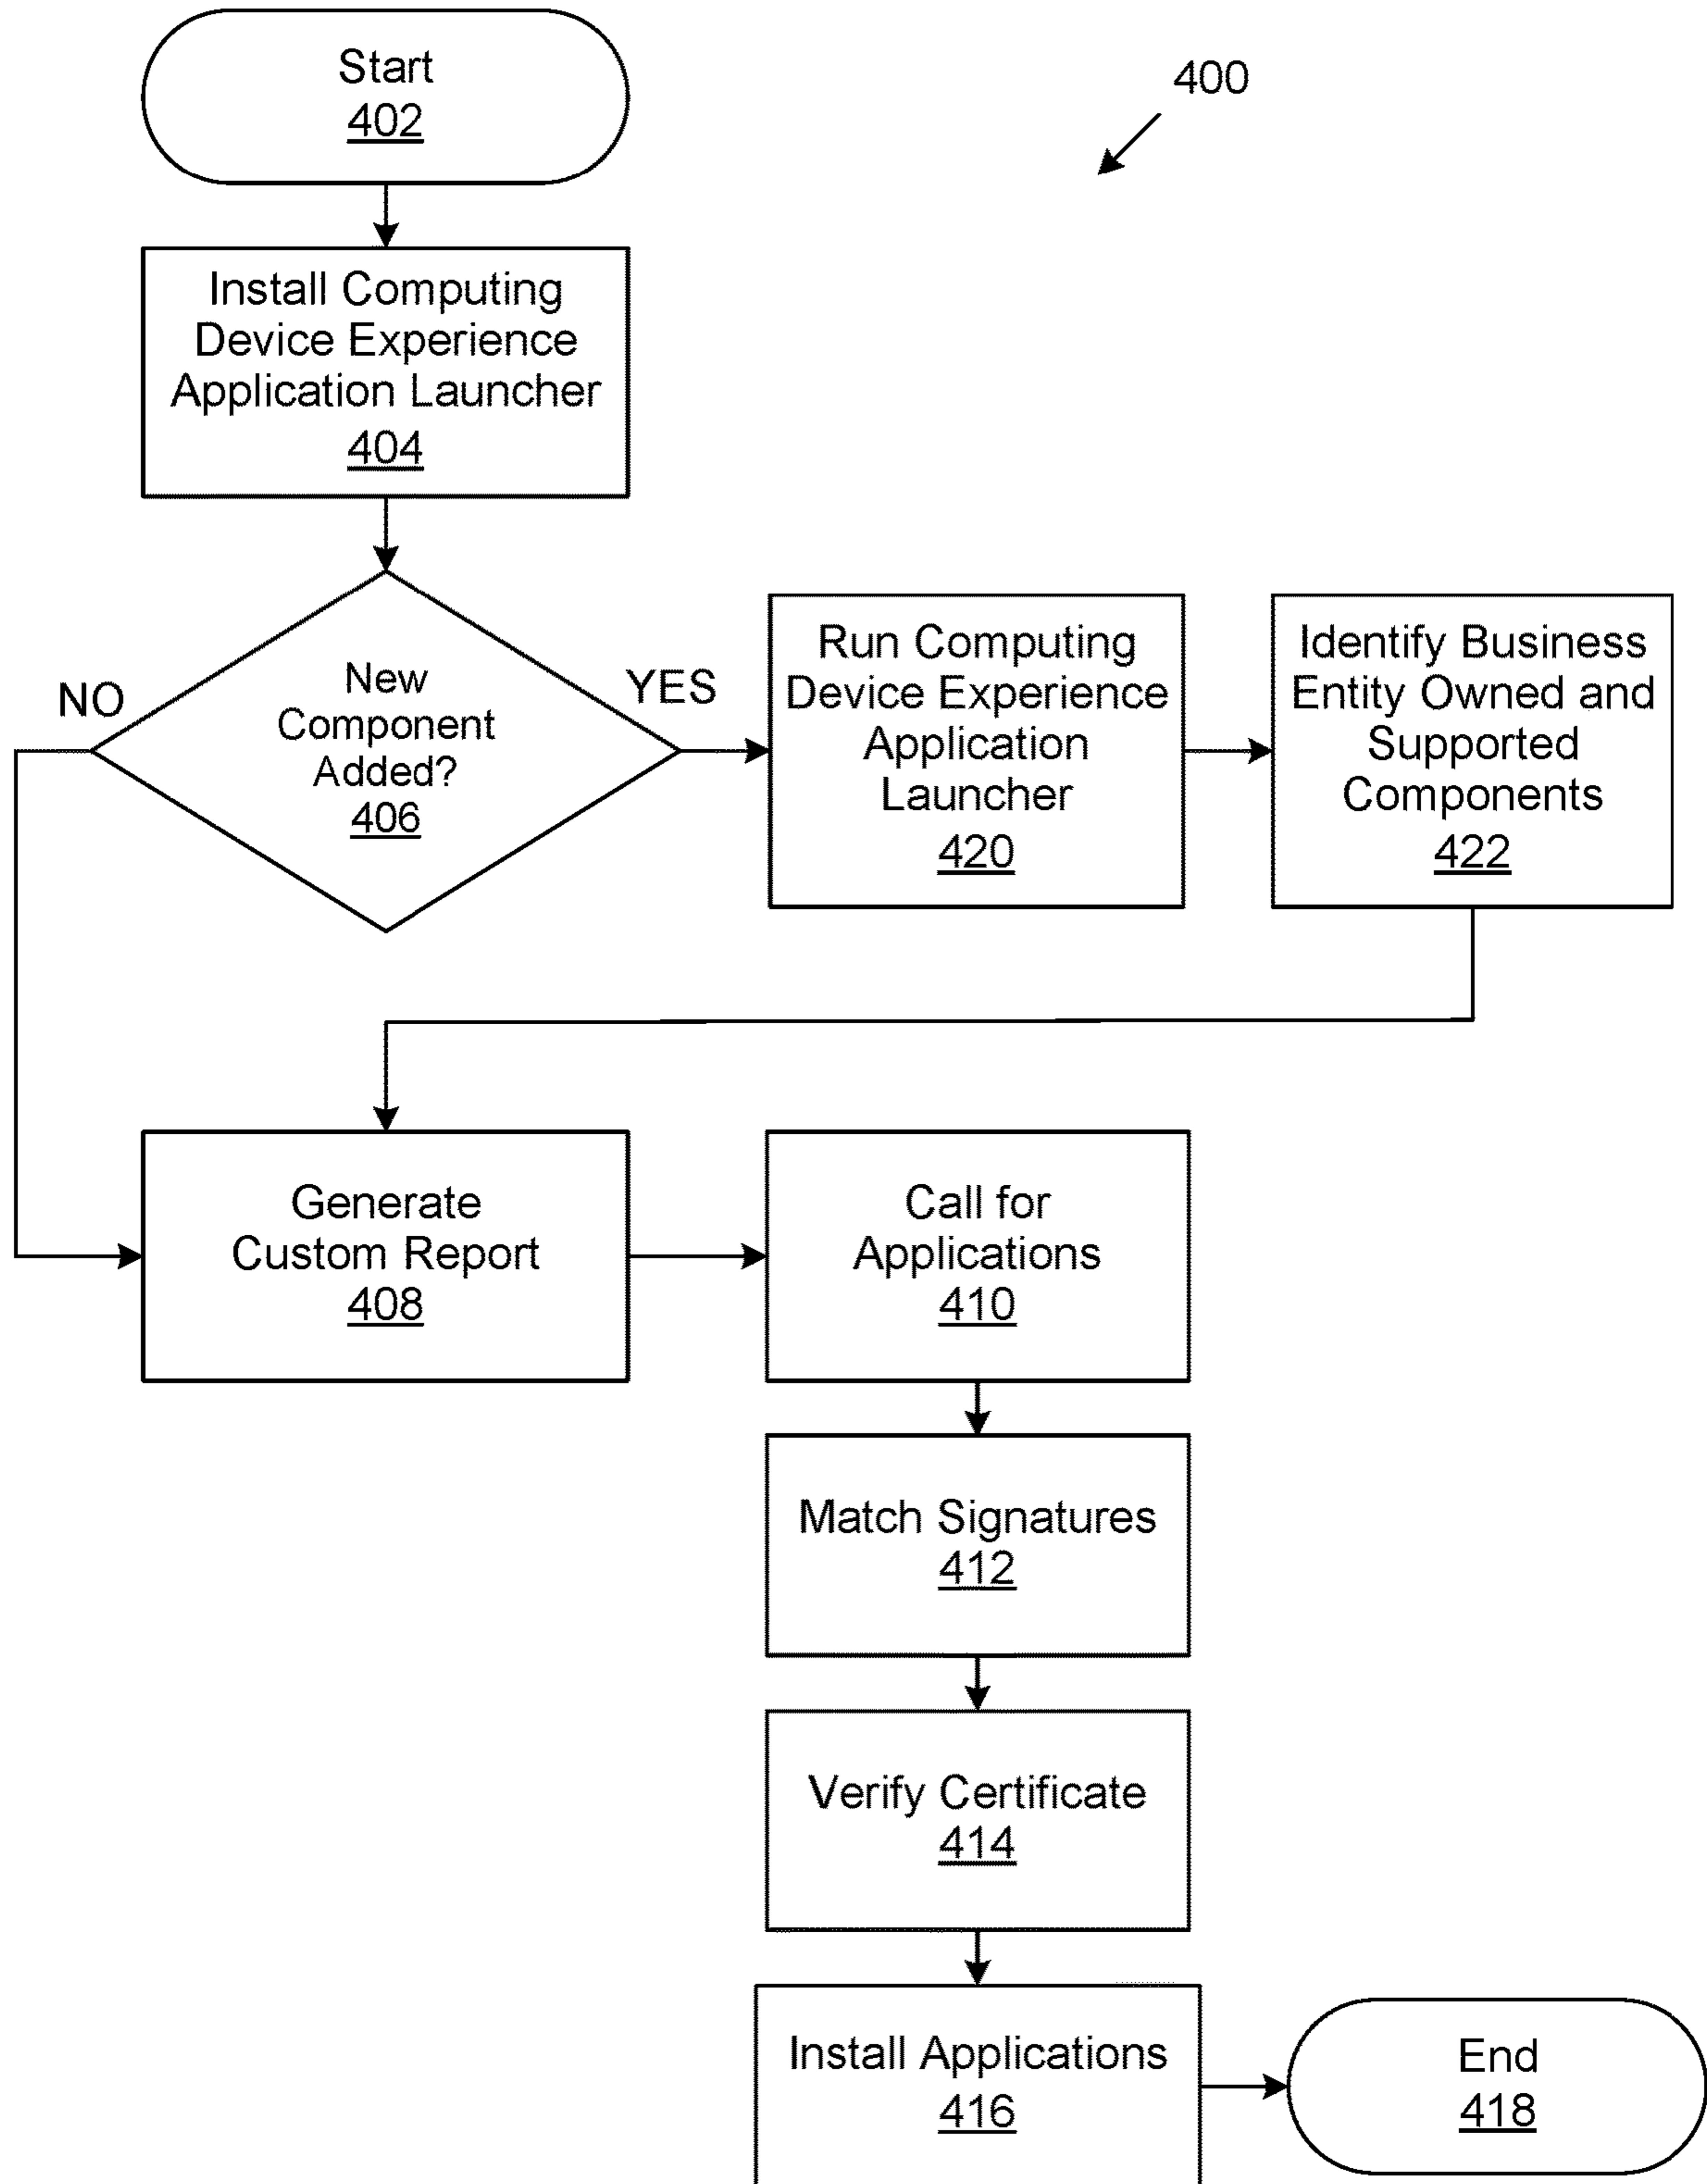 Start
402
400
Install Computing
Device Experience
Application Launcher
404
New
Component
Added?
406
NO
YES
Run Computing
Device Experience
Application
Launcher
420
Identify Business
Entity Owned and
Supported
Components
422
Generate
Custom Report
408
Call for
Applications
410
Match Signatures
412
Verify Certificate
414
Install Applications
416
End
418